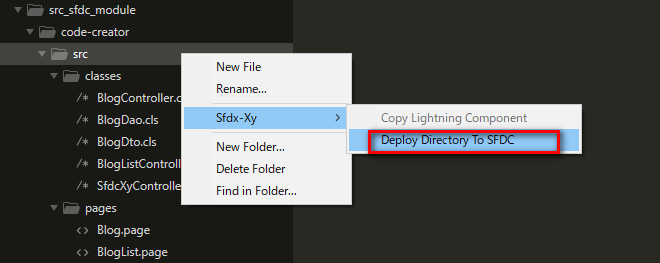 src_sfdc_module
code-creator
src
classes
BlogController.c
BlogDao.cls
BlogDto.cls
BlogListControl
SfdcXyControlle
pages
Blog.page
BlogList.page
New File
Rename...
Sfdx-Xy
New Folder...
Delete Folder
Find in Folder...
Copy Lightning Component
Deploy Directory To SFDC